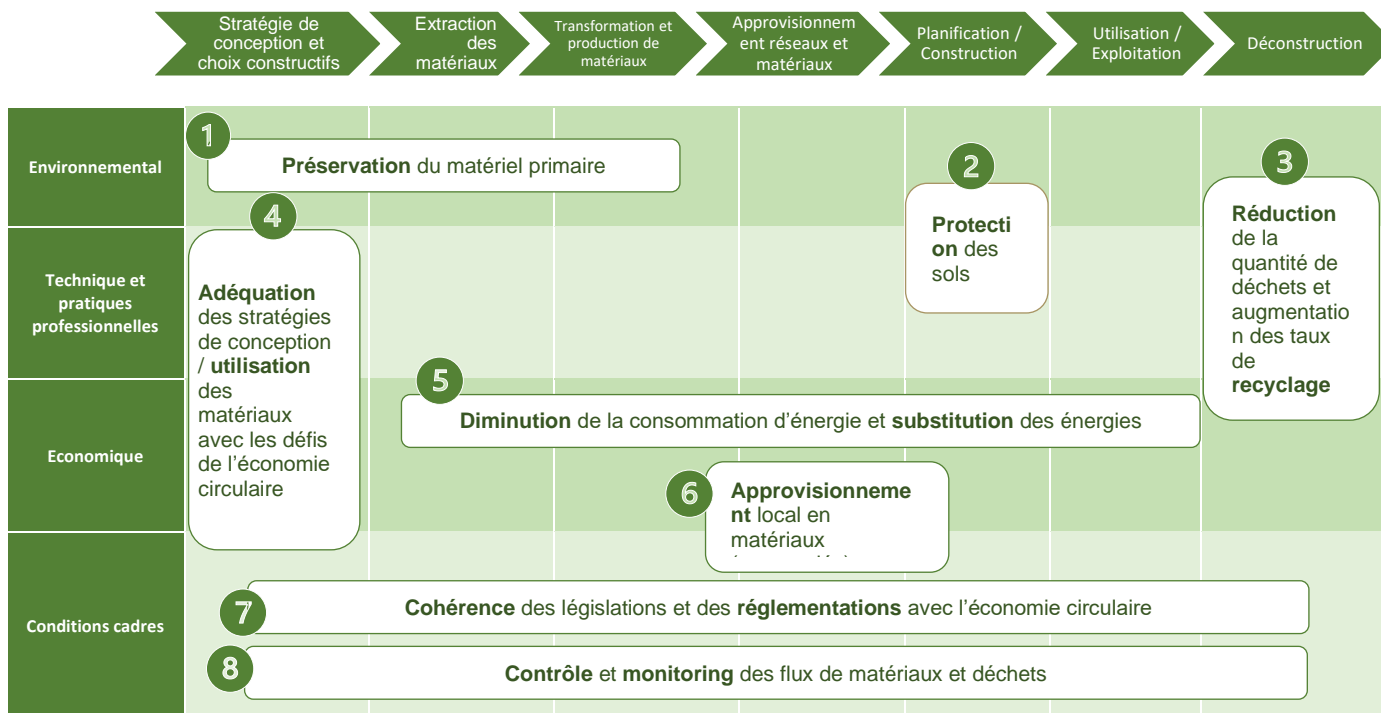 Stratégie de
conception et
choix constructifs
Extraction
des
matériaux
Transformation et
production de
matériaux
Approvisionnem
ent réseaux et
matériaux
Planification /
Construction
Utilisation /
Exploitation
Déconstruction
Environnemental
1
Préservation du matériel primaire
2
Protecti
on des
sols
3
Réduction
de la
quantité de
déchets et
augmentatio
n des taux
de
recyclage
4
Adéquation
des stratégies
de conception
/ utilisation
des
matériaux
avec les défis
de l’économie
circulaire
Technique et
pratiques
professionnelles
5
Diminution de la consommation d’énergie et substitution des énergies
Economique
6
Approvisionneme
nt local en
matériaux
7
Cohérence des législations et des réglementations avec l’économie circulaire
Conditions cadres
8
Contrôle et monitoring des flux de matériaux et déchets